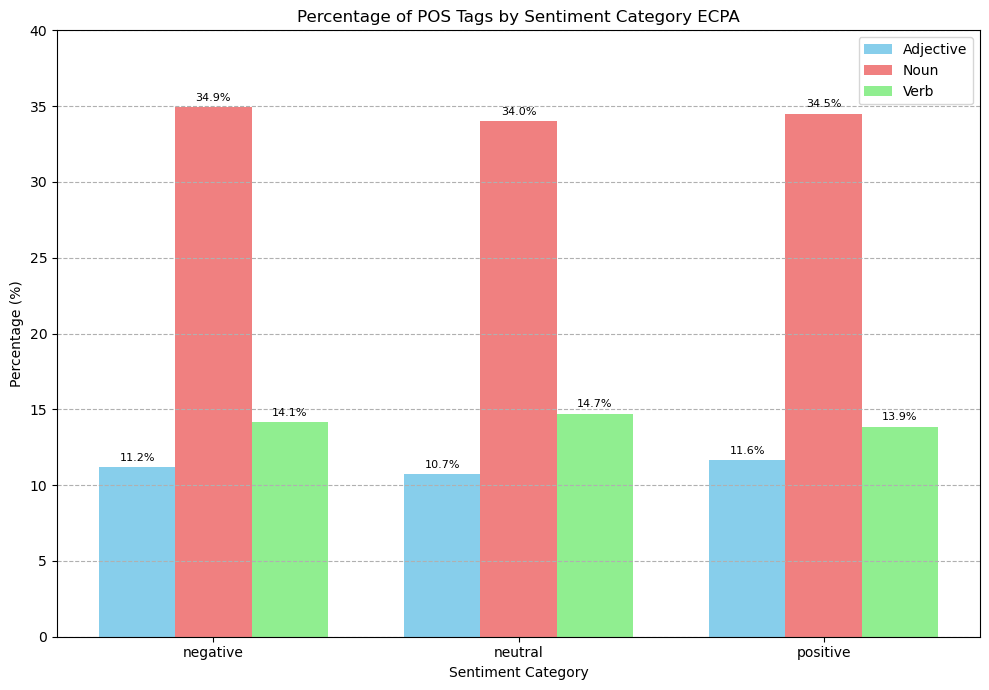 Percentage of POS Tags by Sentiment Category ECPA
Percentage (%)
40
35
30
25
20
15
10
5
0
Adjective
Noun
Verb
11.2%
34.9%
14.1%
10.7%
34.0%
14.7%
11.6%
34.5%
13.9%
negative
neutral
positive
Sentiment Category